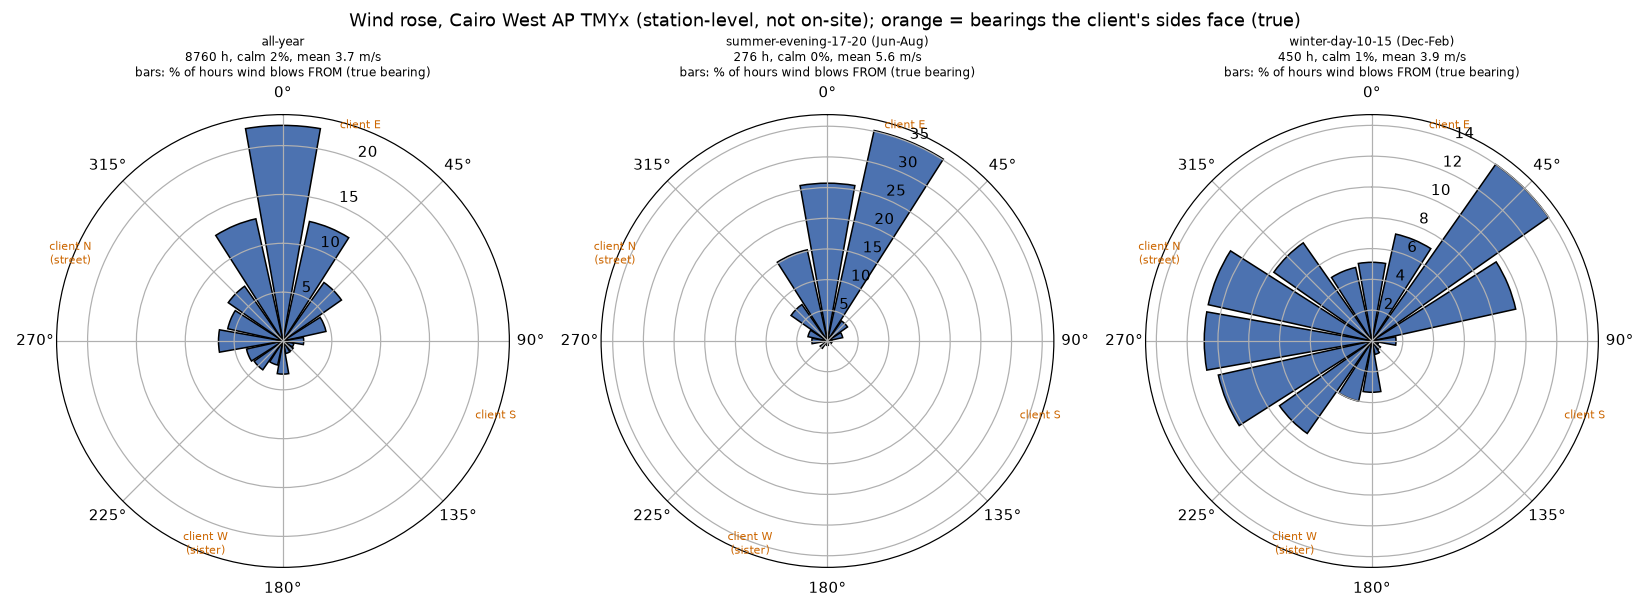 Wind rose, Cairo West AP TMYx (station-level, not on-site); orange = bearings the client's sides face (true)
all-year
8760 h, calm 2%, mean 3.7 m/s
bars: % of hours wind blows FROM (true bearing)
0°
client E
315°
45°
20
15
client N
(street)
10
5
270°
90°
client S
225°
135°
client W
(sister)
180°
summer-evening-17-20 (Jun-Aug)
276 h, calm 0%, mean 5.6 m/s
bars: % of hours wind blows FROM (true bearing)
0°
client E
35
315°
45°
30
25
20
client N
(street)
15
10
5
270°
90°
client S
225°
135°
client W
(sister)
180°
winter-day-10-15 (Dec-Feb)
450 h, calm 1%, mean 3.9 m/s
bars: % of hours wind blows FROM (true bearing)
0°
client E
14
315°
45°
12
10
8
client N
(street)
6
4
2
270°
90°
client S
225°
135°
client W
(sister)
180°